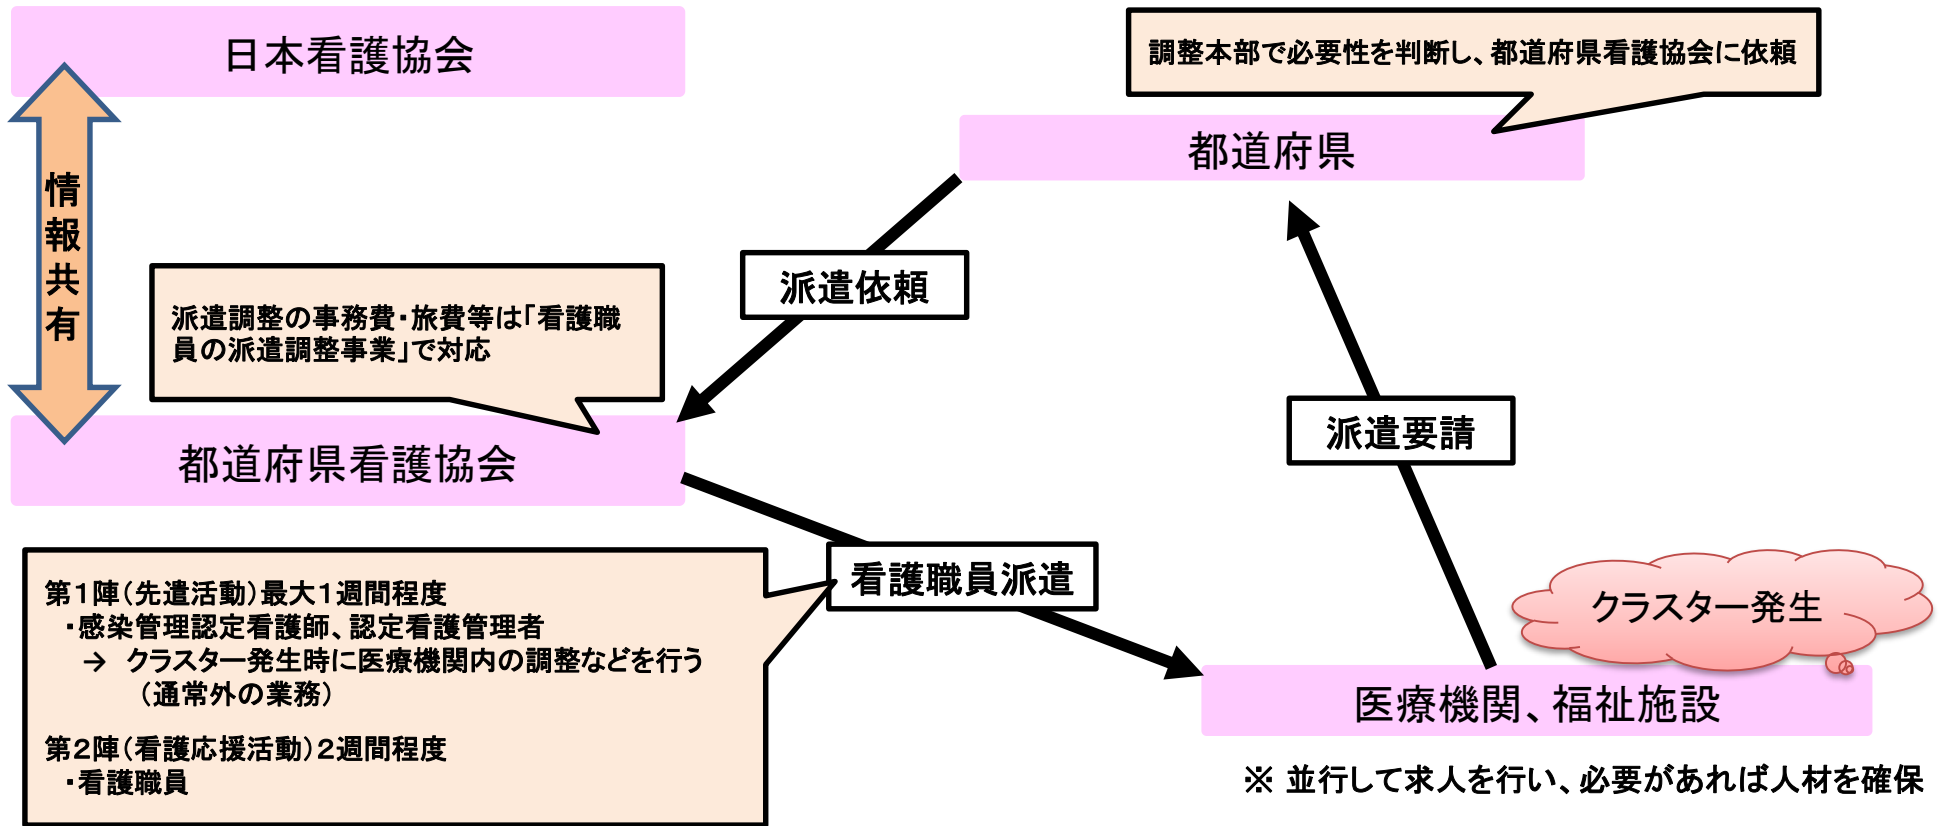 日本看護協会
調整本部で必要性を判断し、都道府県看護協会に依頼
都道府県
情報共有
派遣依頼
派遣調整の事務費・旅費等は「看護職
員の派遣調整事業」で対応
派遣要請
都道府県看護協会
看護職員派遣
第１陣（先遣活動）最大１週間程度
・感染管理認定看護師、認定看護管理者
→ クラスター発生時に医療機関内の調整などを行う
（通常外の業務）
第２陣（看護応援活動）２週間程度
・看護職員
クラスター発生
医療機関、福祉施設
※ 並行して求人を行い、必要があれば人材を確保